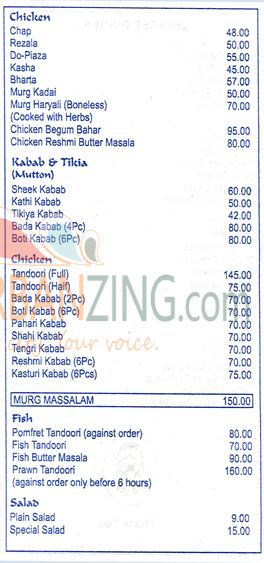 Chicken
Chap 48.00
Rezala 50.00
Do-Piaza 55.00
Kasha 45.00
Bharta 57.00
Murg Kadai 50.00
Murg Haryali (Boneless) 70.00
(Cooked with Herbs)
Chicken Begum Bahar 95.00
Chicken Reshmi Butter Masala 80.00
Kabab & Tikia
(Mutton)
Sheek Kabab 60.00
Kathi Kabab 50.00
Tikiya Kabab 42.00
Bada Kabab (4Pc) 80.00
Boti Kabab (6Pc) 80.00
Chicken
Tandoori (Full) 145.00
Tandoori (Half) 75.00
Bada Kabab (2Pc) 70.00
Boti Kabab (6Pc) 70.00
Pahari Kabab 70.00
Shahi Kabab 70.00
Tengri Kabab 70.00
Reshmi Kabab (6Pc) 70.00
Kasturi Kabab (6Pcs) 75.00
MURG MASSALAM 150.00
Fish
Pomfret Tandoori (against order) 80.00
Fish Tandoori 70.00
Fish Butter Masala 90.00
Prawn Tandoori 160.00
(against order only before 6 hours)
Salad
Plain Salad 9.00
Special Salad 15.00
ZING.com
your voice.